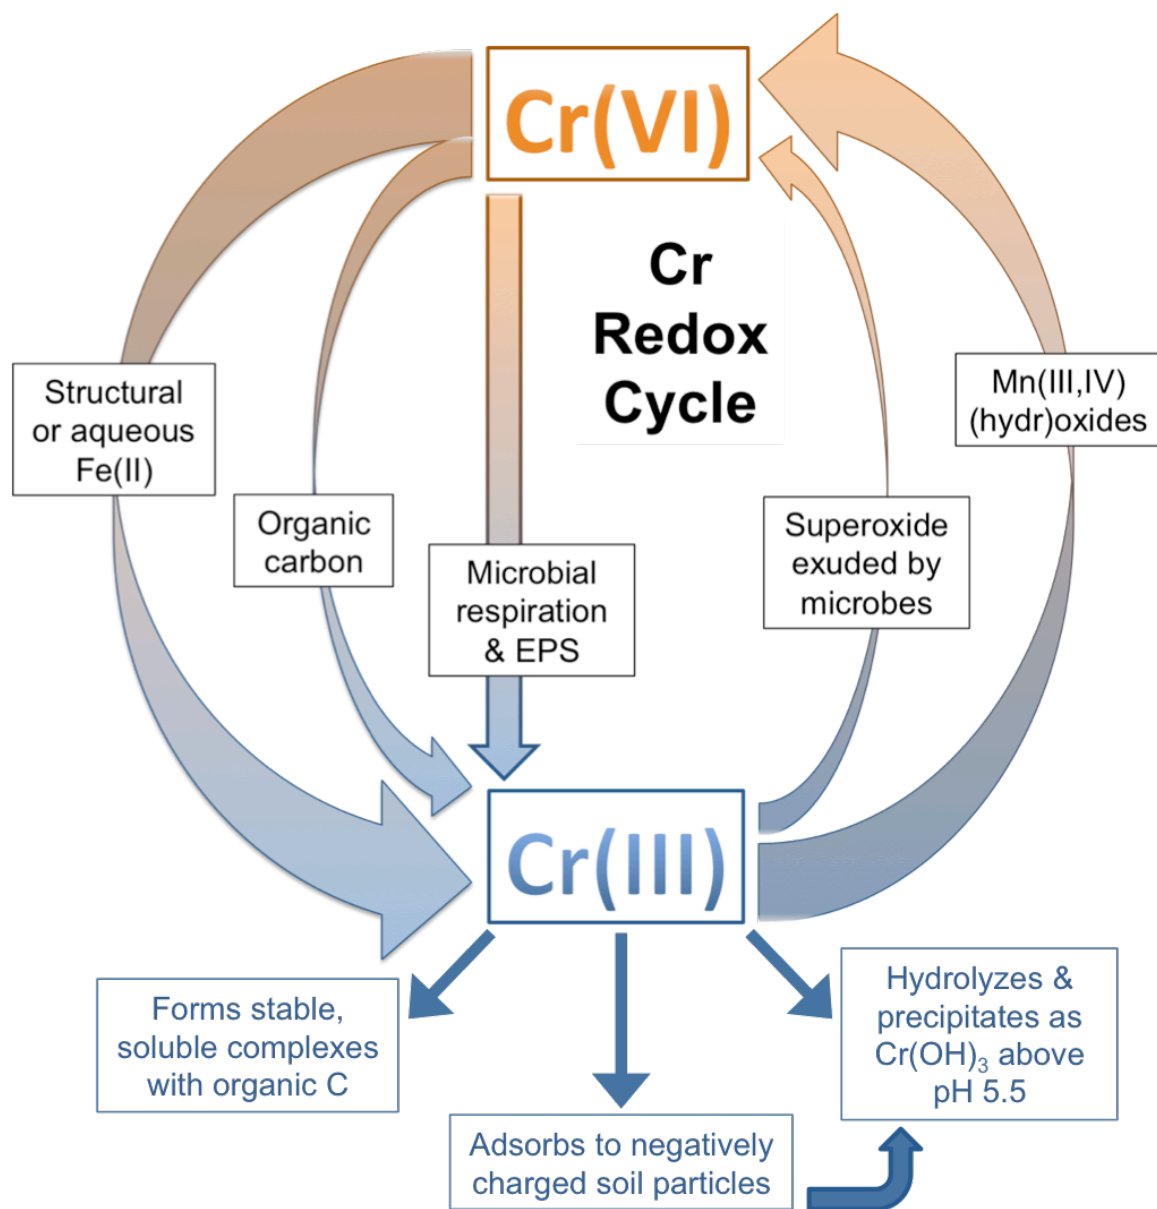 Cr(VI)
Cr
Redox
Cycle
Structural
or aqueous
Fe(II)
Organic
carbon
Microbial
respiration
& EPS
Superoxide
exuded by
microbes
Mn(III,IV)
(hydr)oxides
Cr(III)
Forms stable,
soluble complexes
with organic C
Adsorbs to negatively
charged soil particles
Hydrolyzes &
precipitates as
Cr(OH)₃ above
pH 5.5